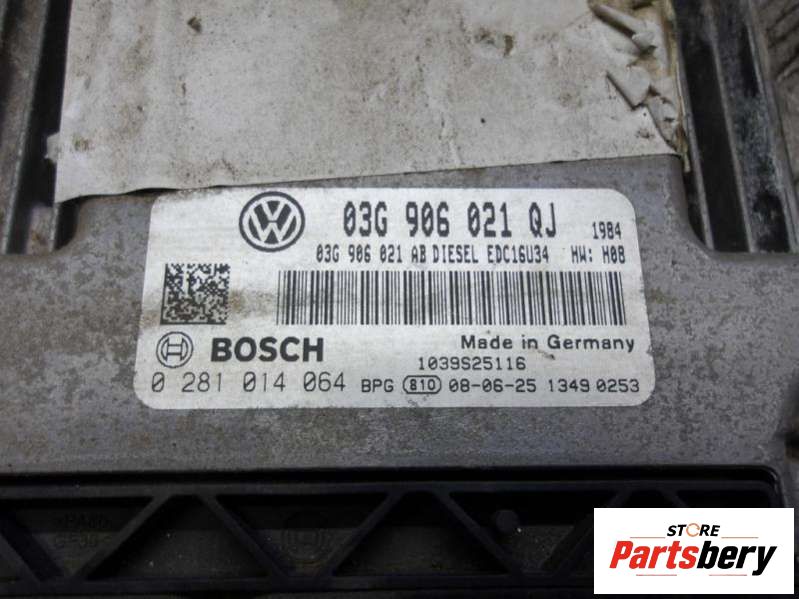 03G 906 021 QJ 1984
03G 906 021 AB DIESEL EDC16U34 HW: H08
Made in Germany
BOSCH
1039S25116
0 281 014 064 BPG 810 08-06-25 1349 0253
STORE
Partsbery